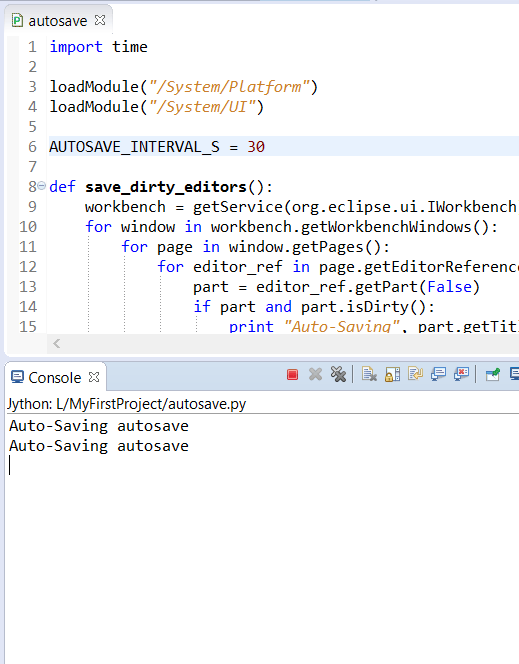 autosave
1 import time
2
3 loadModule("/System/Platform")
4 loadModule("/System/UI")
5
6 AUTOSAVE_INTERVAL_S = 30
7
8 def save_dirty_editors():
9 workbench = getService(org.eclipse.ui.IWorkbench
10 for window in workbench.getWorkbenchWindows():
11 for page in window.getPages():
12 for editor_ref in page.getEditorReference
13 part = editor_ref.getPart(False)
14 if part and part.isDirty():
15 print "Auto-Saving", part.getTitl
Console
Jython: L/MyFirstProject/autosave.py
Auto-Saving autosave
Auto-Saving autosave